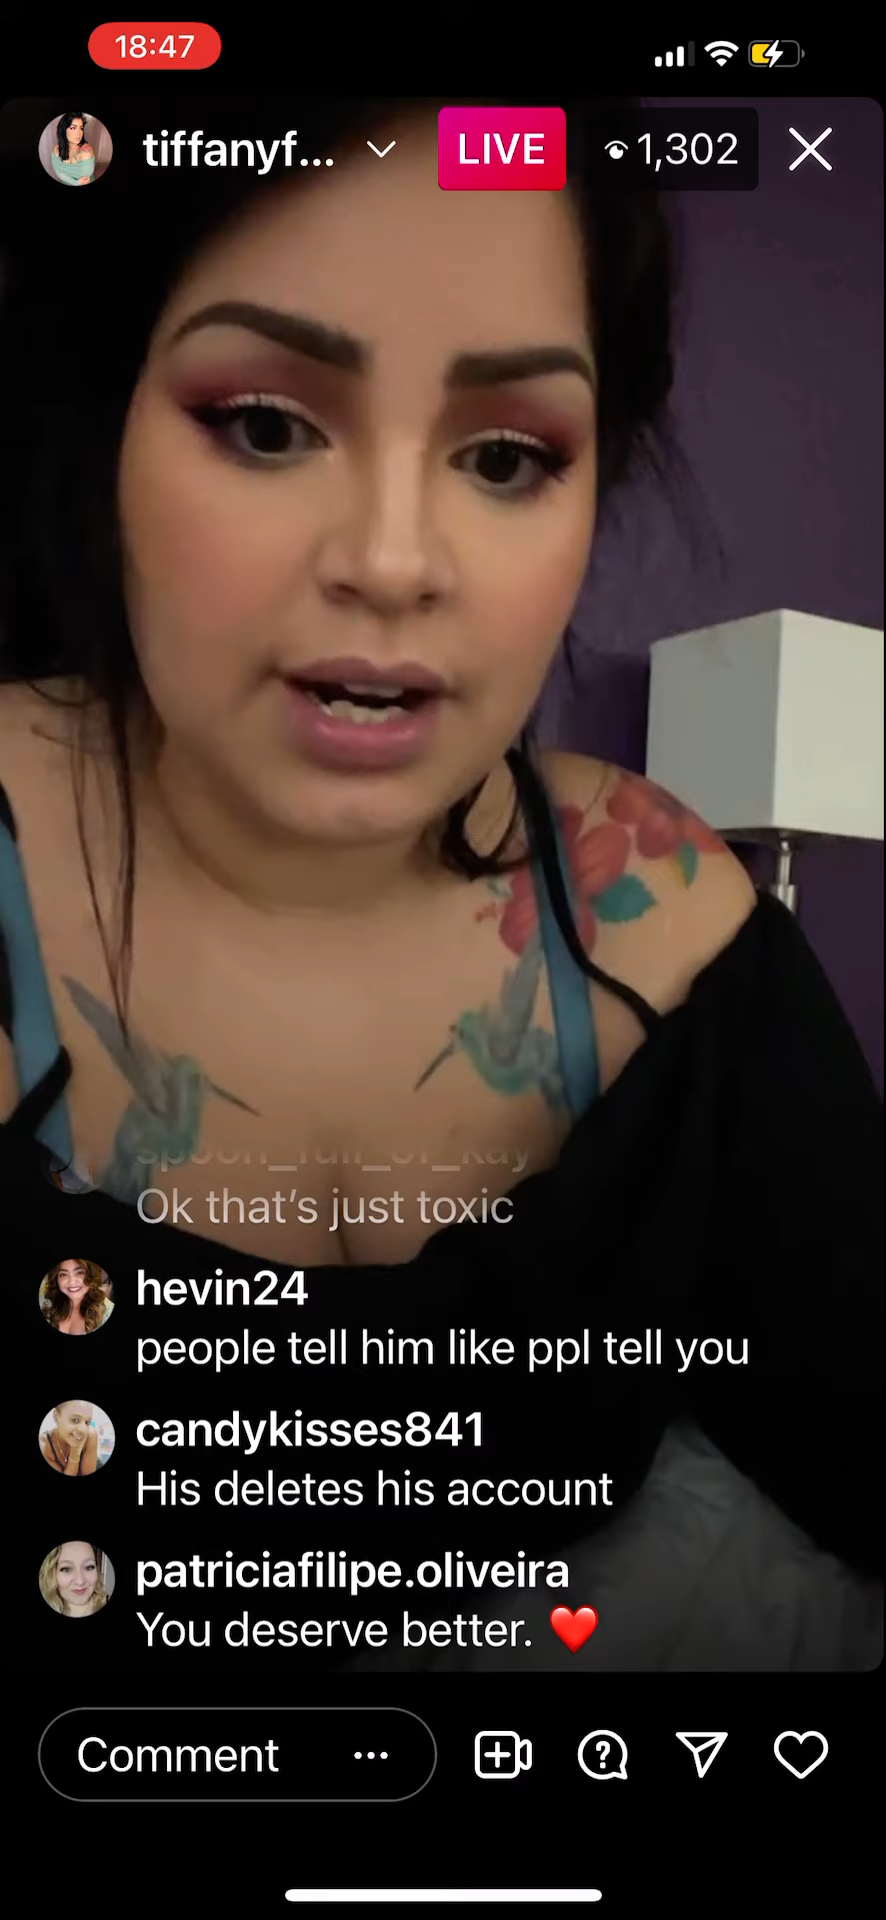 18:47
tiffanyf...
LIVE
1,302
spoon_full_of_kay
Ok that’s just toxic
hevin24
people tell him like ppl tell you
candykisses841
His deletes his account
patriciafilipe.oliveira
You deserve better. ❤️
Comment